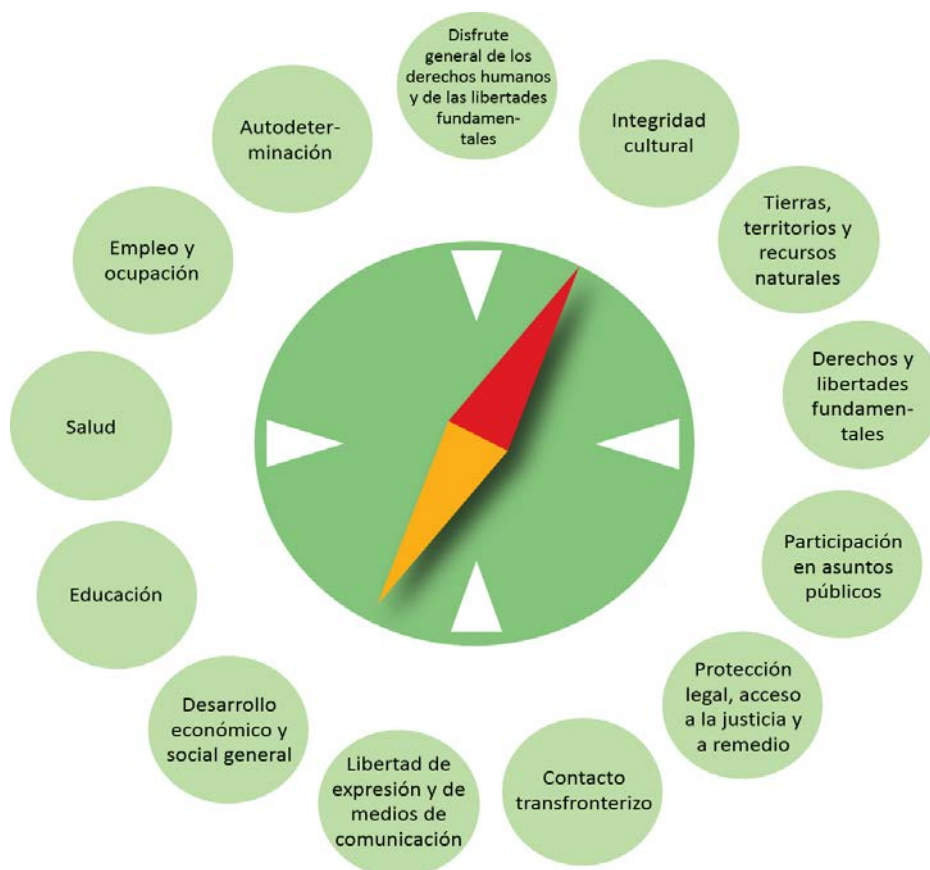 Disfrute
general de los
derechos humanos
y de las libertades
fundamen-
tales
Integridad
cultural
Tierras,
territorios y
recursos
naturales
Derechos y
libertades
fundamen-
tales
Participación
en asuntos
públicos
Protección
legal, acceso
a la justicia y
a remedio
Contacto
transfronterizo
Libertad de
expresión y de
medios de
comunicación
Desarrollo
económico y
social general
Educación
Salud
Empleo y
ocupación
Autodeter-
minación